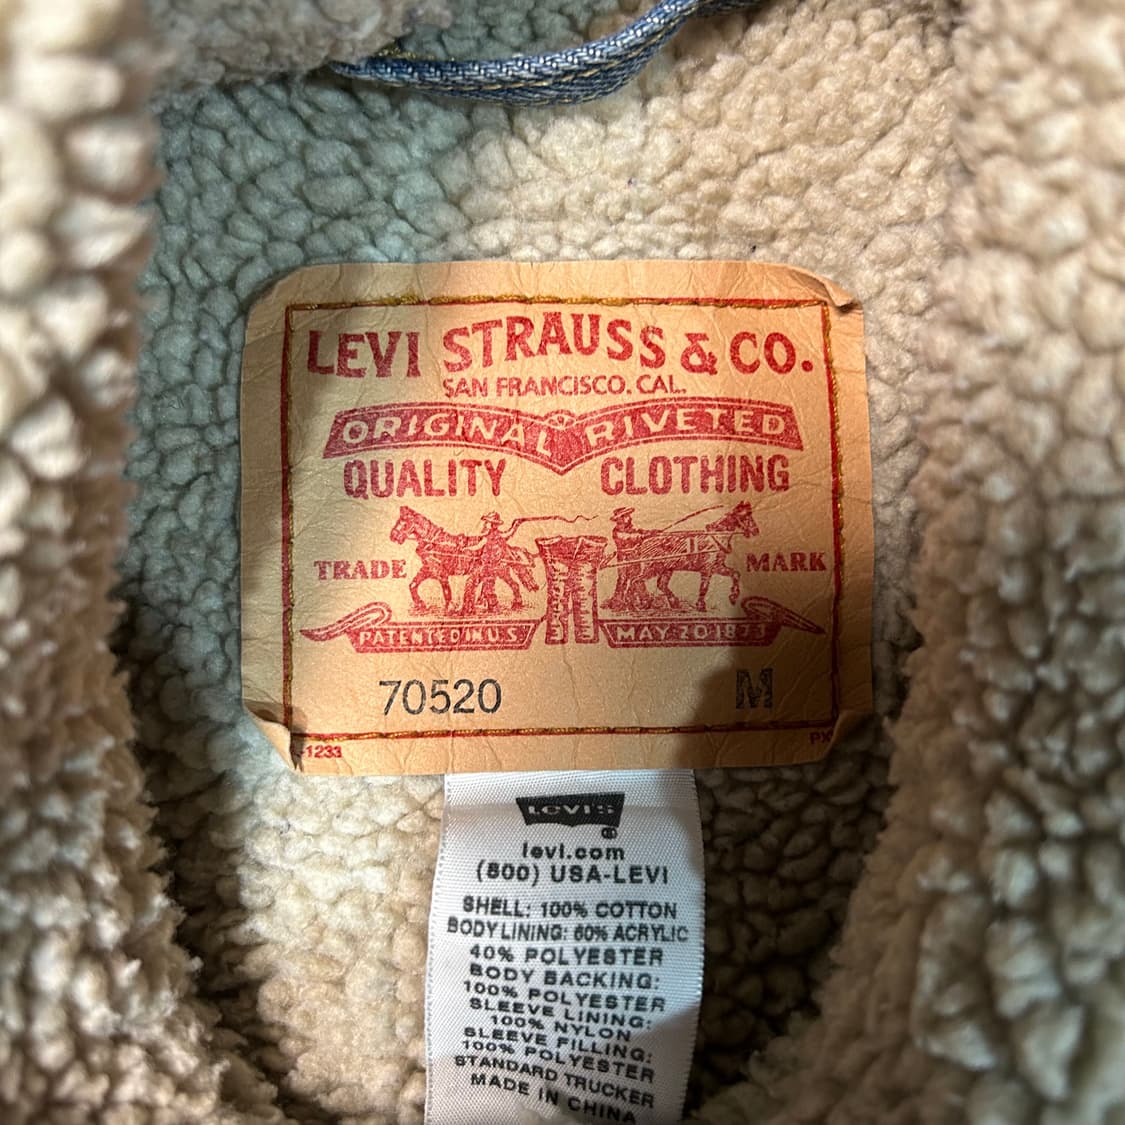 LEVI STRAUSS & CO.
SAN FRANCISCO. CAL.
ORIGINAL RIVETED
QUALITY CLOTHING
TRADE MARK
PATENTED IN U.S. MAY 20 1873
70520 M
-1233 PX
LEVI'S
®
levi.com
(800) USA-LEVI
SHELL: 100% COTTON
BODY LINING: 60% ACRYLIC
40% POLYESTER
BODY BACKING:
100% POLYESTER
SLEEVE LINING:
100% NYLON
SLEEVE FILLING:
100% POLYESTER
STANDARD TRUCKER
MADE IN CHINA